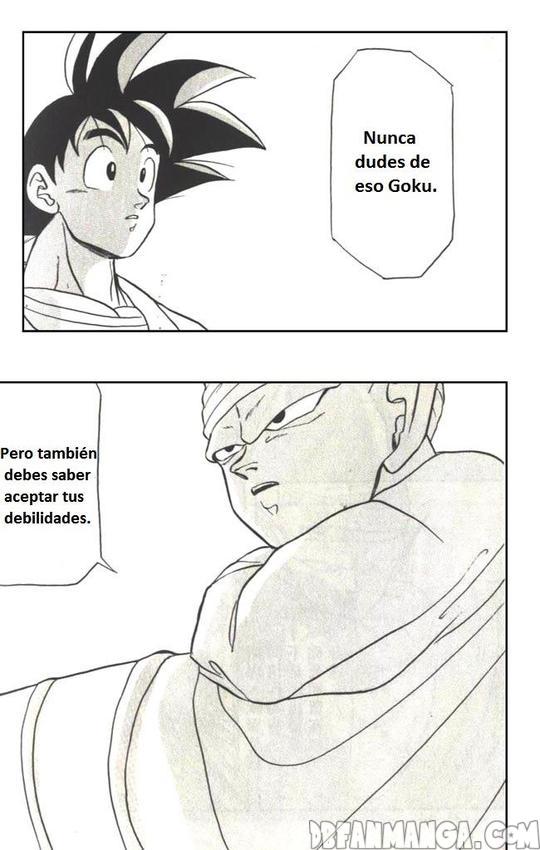 Nunca
dudes de
eso Goku.
Pero también
debes saber
aceptar tus
debilidades.
DBFANMANGA.COM